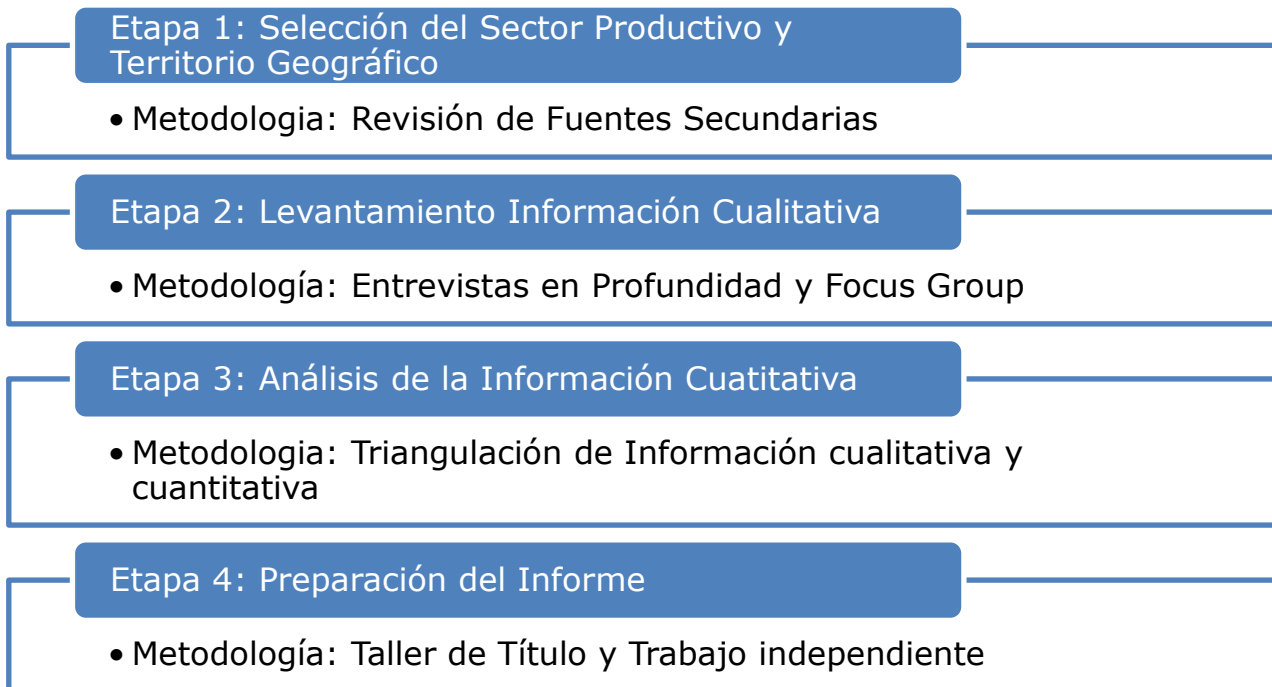 Etapa 1: Selección del Sector Productivo y
Territorio Geográfico
• Metodologia: Revisión de Fuentes Secundarias
Etapa 2: Levantamiento Información Cualitativa
• Metodología: Entrevistas en Profundidad y Focus Group
Etapa 3: Análisis de la Información Cuatitativa
• Metodologia: Triangulación de Información cualitativa y
cuantitativa
Etapa 4: Preparación del Informe
• Metodología: Taller de Título y Trabajo independiente